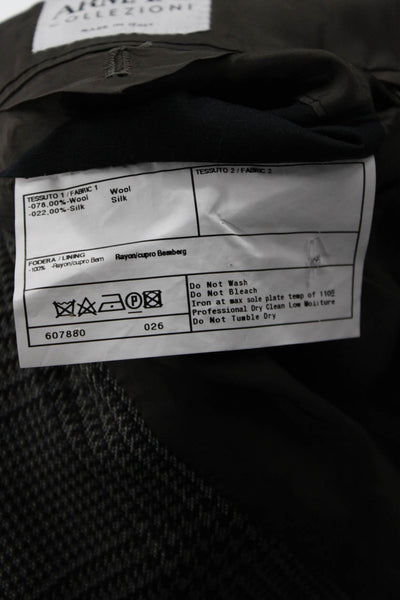 COLLEZIONI
MADE IN ITALY
TESSUTO 1 / FABRIC 1 Wool
-078,00%-Wool Silk
-022,00%-Silk
TESSUTO 2 / FABRIC 2
FODERA / LINING Rayon/cupro Bemberg
-100% -Rayon/cupro Bem
P
607880 026
Do Not Wash
Do Not Bleach
Iron at max sole plate temp of 110º
Professional Dry Clean Low Moiture
Do Not Tumble Dry